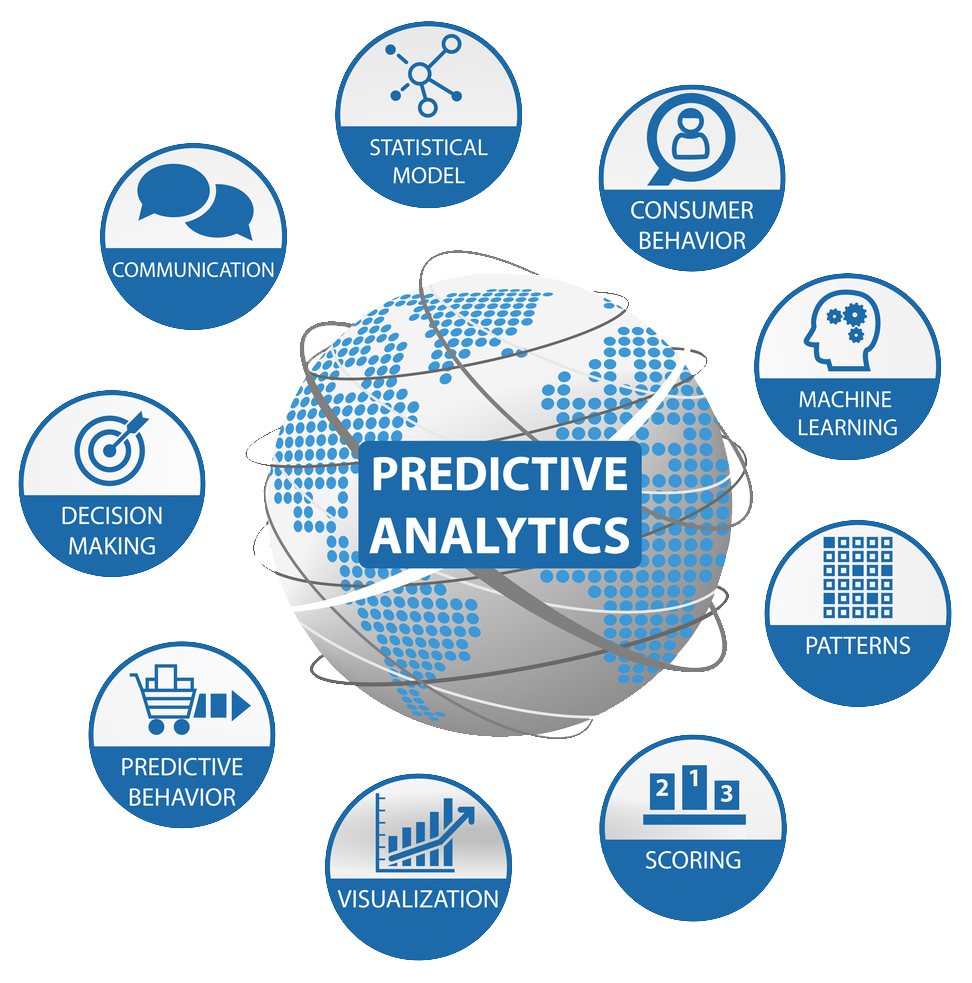 STATISTICAL
MODEL
CONSUMER
BEHAVIOR
COMMUNICATION
MACHINE
LEARNING
PREDICTIVE
ANALYTICS
DECISION
MAKING
PATTERNS
PREDICTIVE
BEHAVIOR
2 1 3
SCORING
VISUALIZATION